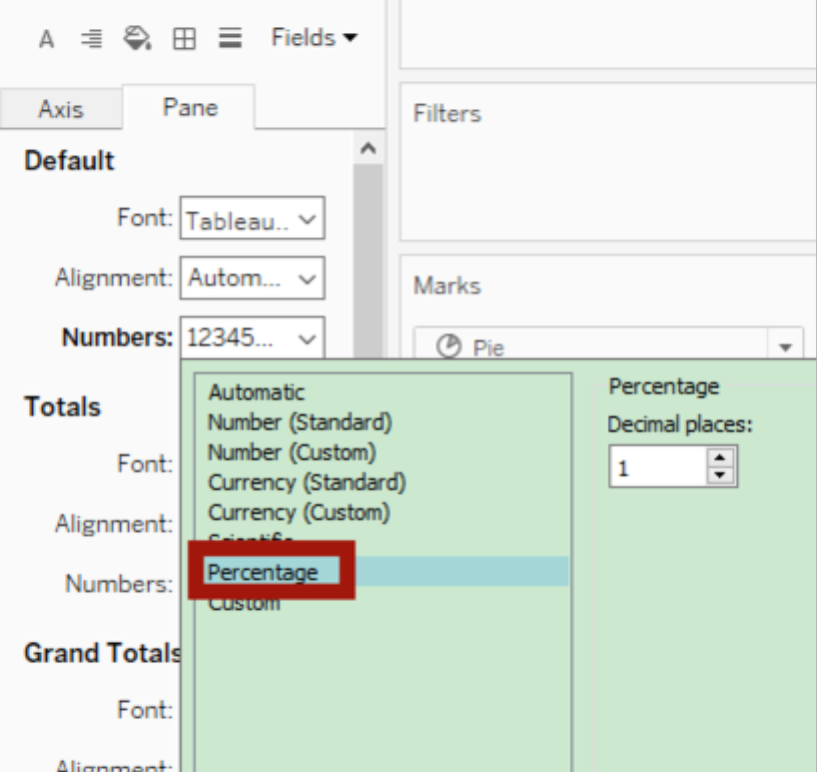 A Fields
Axis Pane
Filters
Default
Font: Tableau..
Alignment: Autom...
Marks
Numbers: 12345...
Pie
Automatic
Percentage
Number (Standard)
Totals
Decimal places:
Number (Custom)
Font:
1
Currency (Standard)
Currency (Custom)
Alignment:
Scientific
Percentage
Numbers:
Custom
Grand Totals
Font:
Alignment: